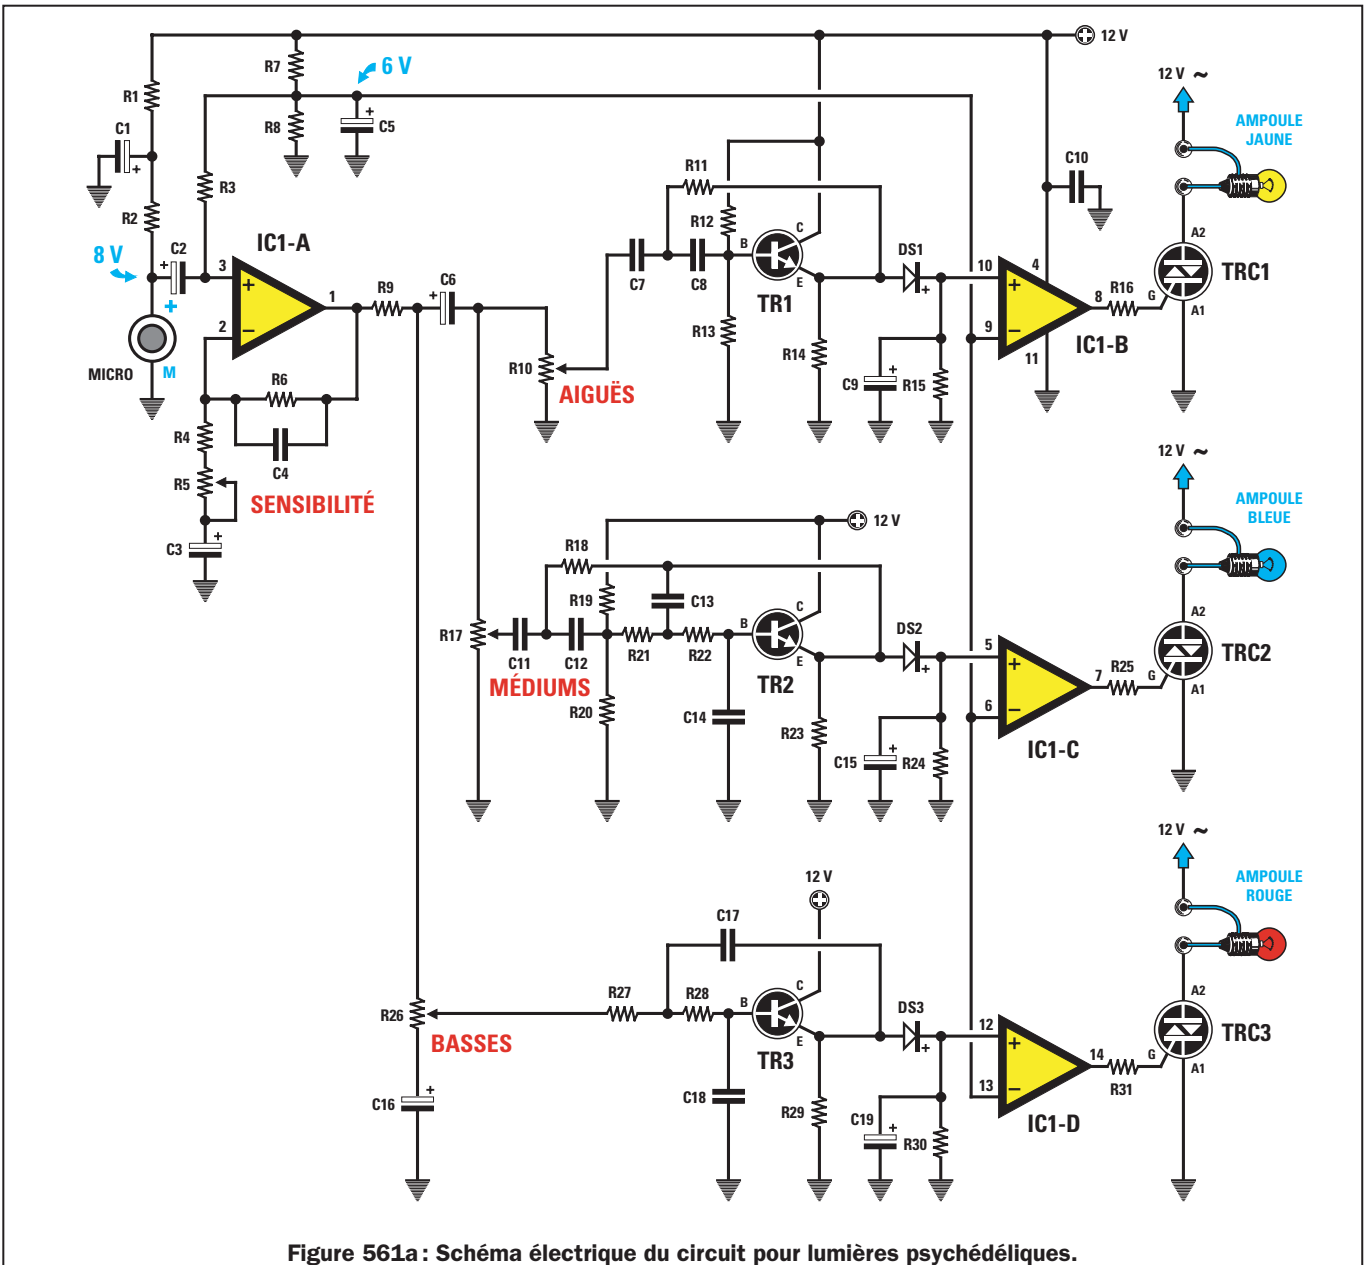 12 V
R7
6 V
R1
C1
R8
C5
R3
R2
8 V
C2
IC1-A
3
2
1
R9
C6
MICRO
M
R6
C4
R4
R5
SENSIBILITÉ
C3
R10
AIGUËS
C7
R11
C8
R12
R13
B
C
E
TR1
R14
DS1
C9
R15
10
9
4
8
11
IC1-B
C10
R16
G
A2
A1
TRC1
12 V ~
AMPOULE
JAUNE
R17
MÉDIUMS
C11
R18
C12
R19
R20
R21
C13
R22
C14
12 V
B
C
E
TR2
R23
DS2
C15
R24
5
6
7
IC1-C
R25
G
A2
A1
TRC2
12 V ~
AMPOULE
BLEUE
R26
BASSES
C16
R27
C17
R28
C18
12 V
B
C
E
TR3
R29
DS3
C19
R30
12
13
14
IC1-D
R31
G
A2
A1
TRC3
12 V ~
AMPOULE
ROUGE
Figure 561a: Schéma électrique du circuit pour lumières psychédéliques.